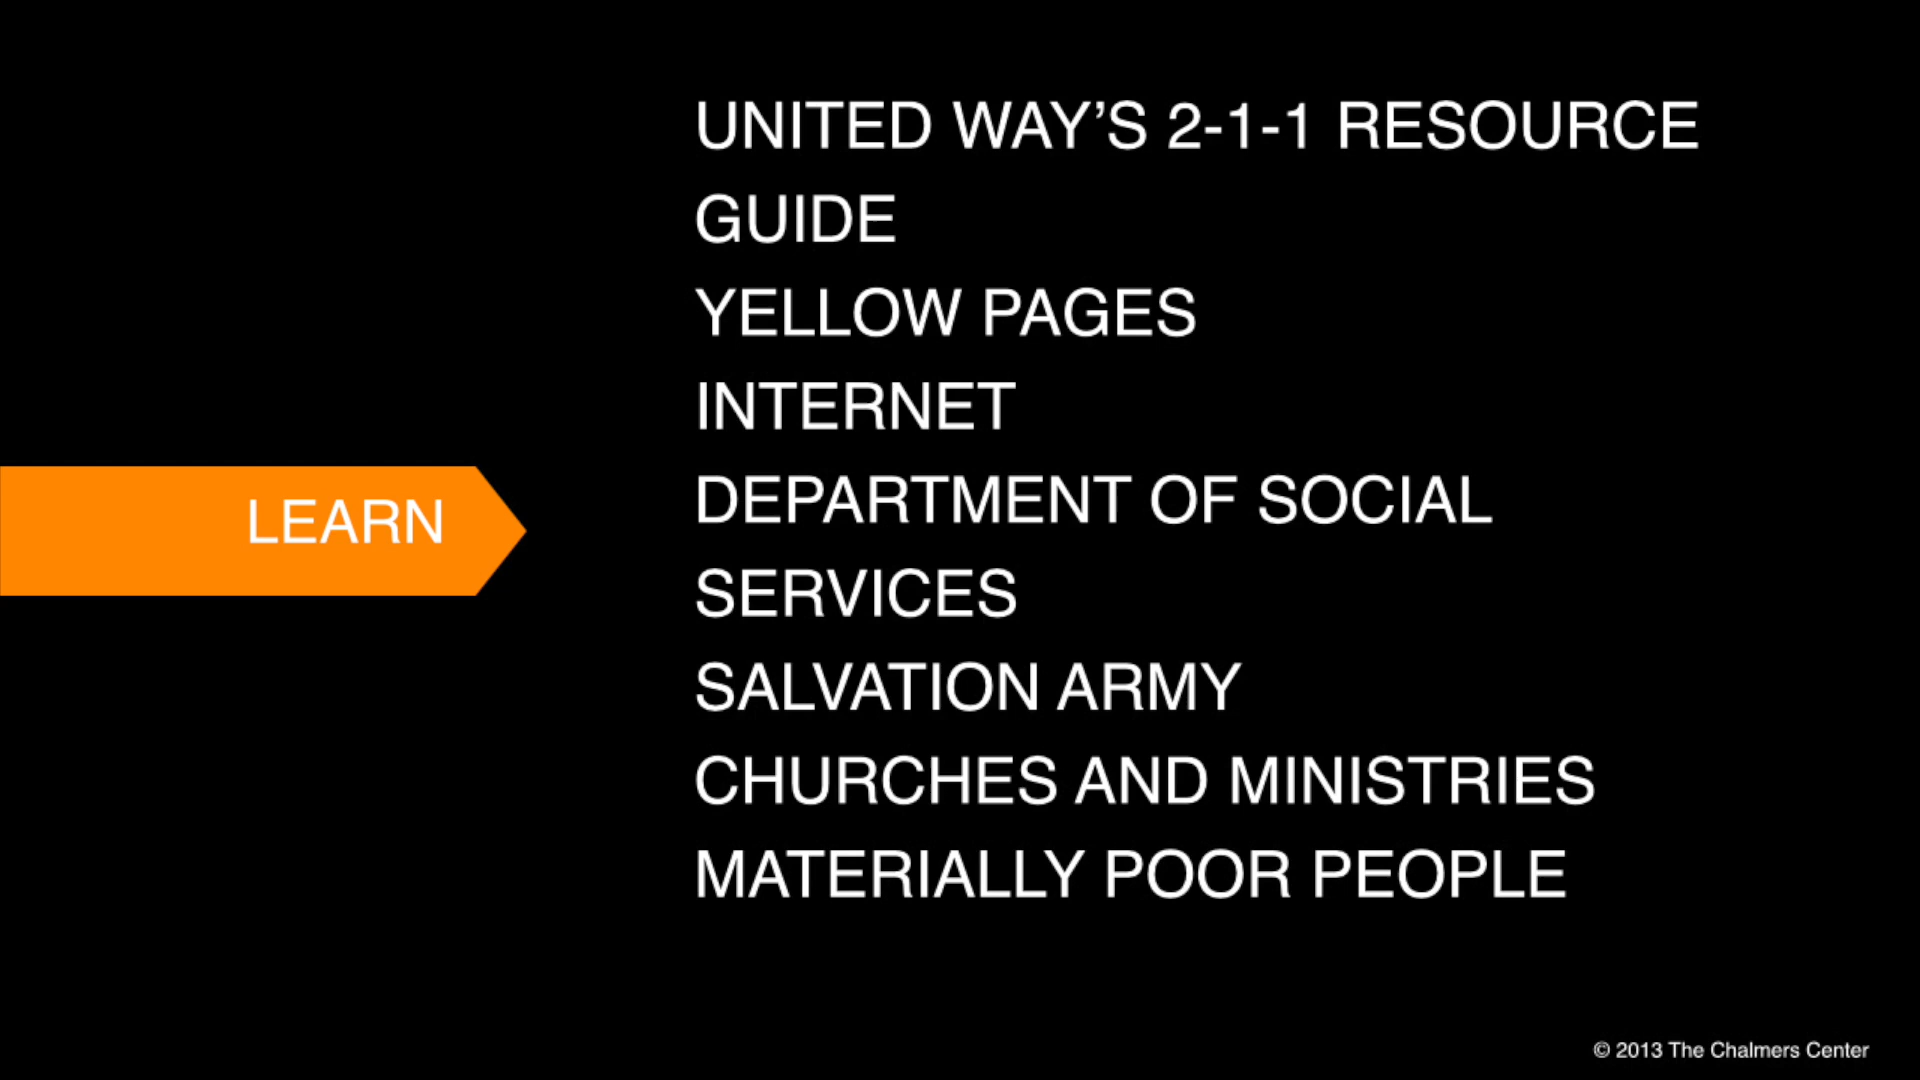 UNITED WAY’S 2-1-1 RESOURCE
GUIDE
YELLOW PAGES
INTERNET
DEPARTMENT OF SOCIAL
SERVICES
SALVATION ARMY
CHURCHES AND MINISTRIES
MATERIALLY POOR PEOPLE
LEARN
© 2013 The Chalmers Center